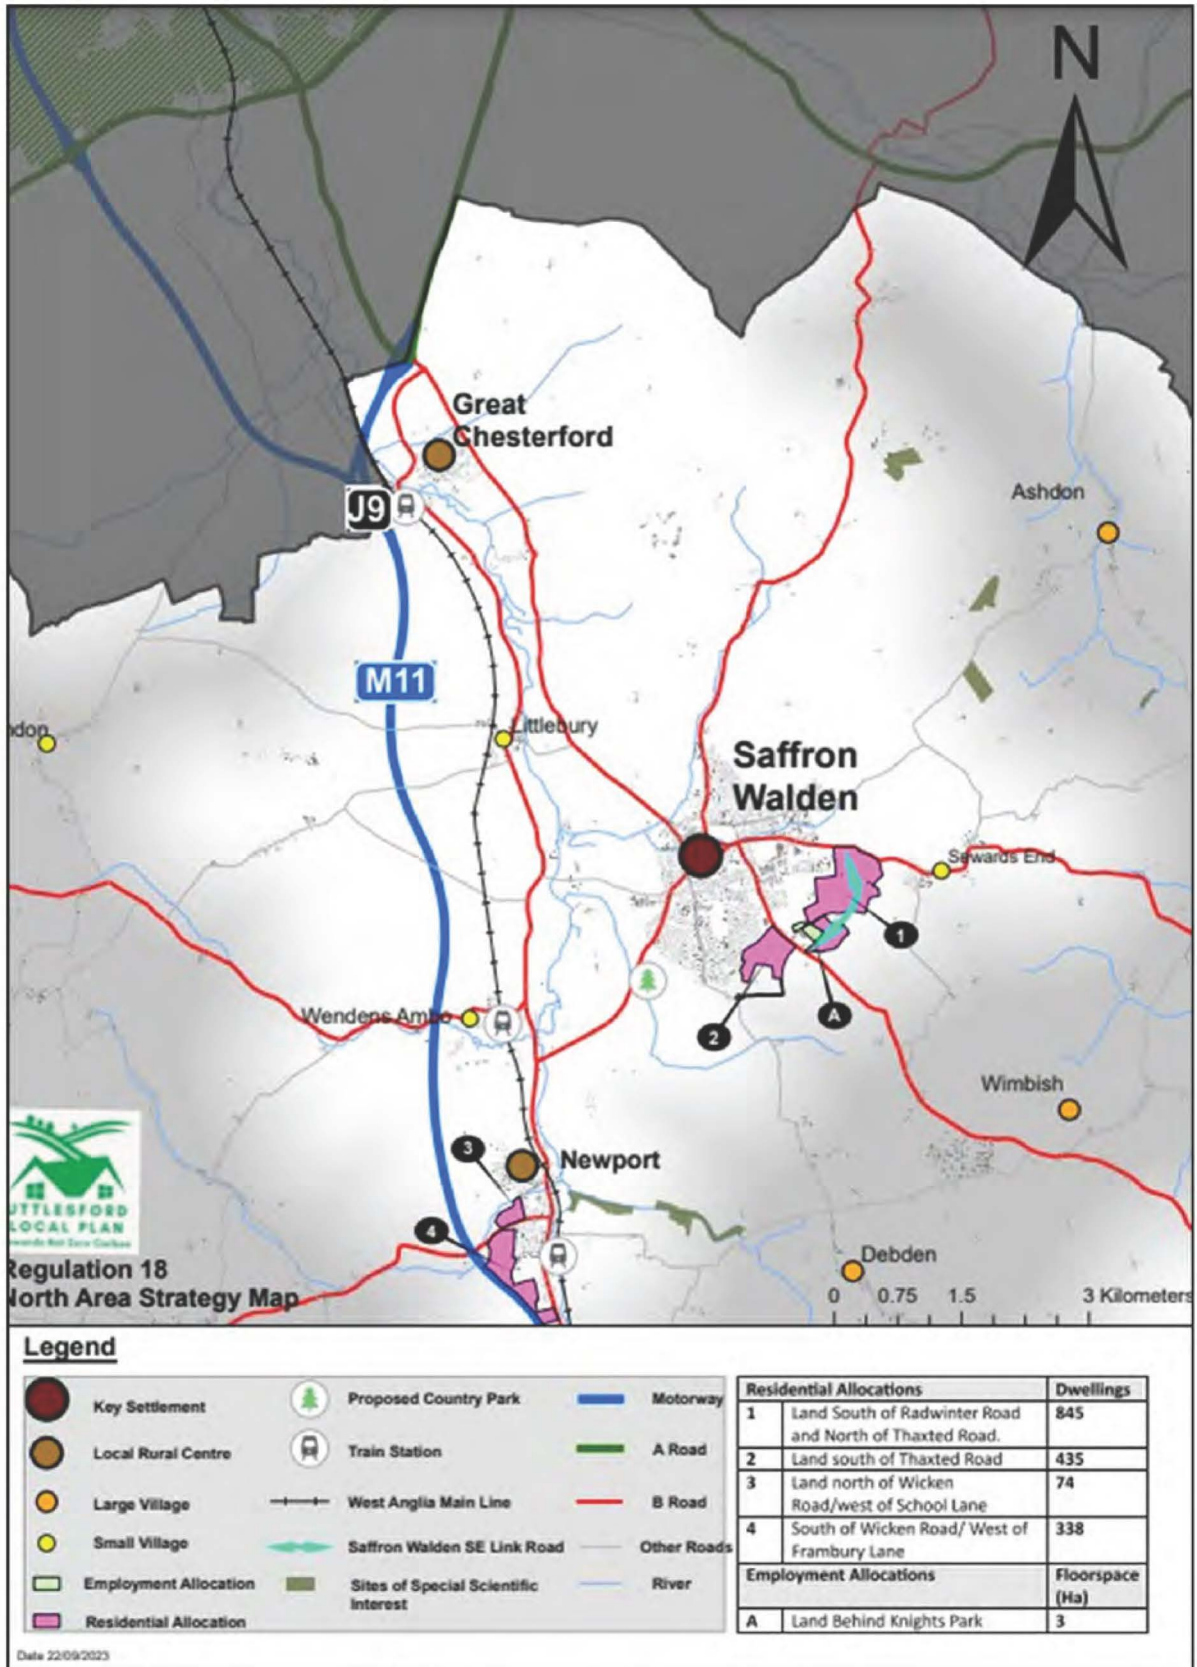 N
Great
Chesterford
J9
Ashdon
M11
Littlebury
Saffron
Walden
Sewards End
1
A
2
Wendens Ambo
Wimbish
3
Newport
4
Debden
UTTLESFORD
LOCAL PLAN
Regulation 18
North Area Strategy Map
0 0.75 1.5 3 Kilometers
Legend
Key Settlement
Local Rural Centre
Large Village
Small Village
Employment Allocation
Residential Allocation
Proposed Country Park
Train Station
West Anglia Main Line
Saffron Walden SE Link Road
Sites of Special Scientific
Interest
Motorway
A Road
B Road
Other Roads
River
Residential Allocations Dwellings
1 Land South of Radwinter Road 845
and North of Thaxted Road.
2 Land south of Thaxted Road 435
3 Land north of Wicken 74
Road/west of School Lane
4 South of Wicken Road/ West of 338
Frambury Lane
Employment Allocations Floorspace
(Ha)
A Land Behind Knights Park 3
Date 22/09/2023